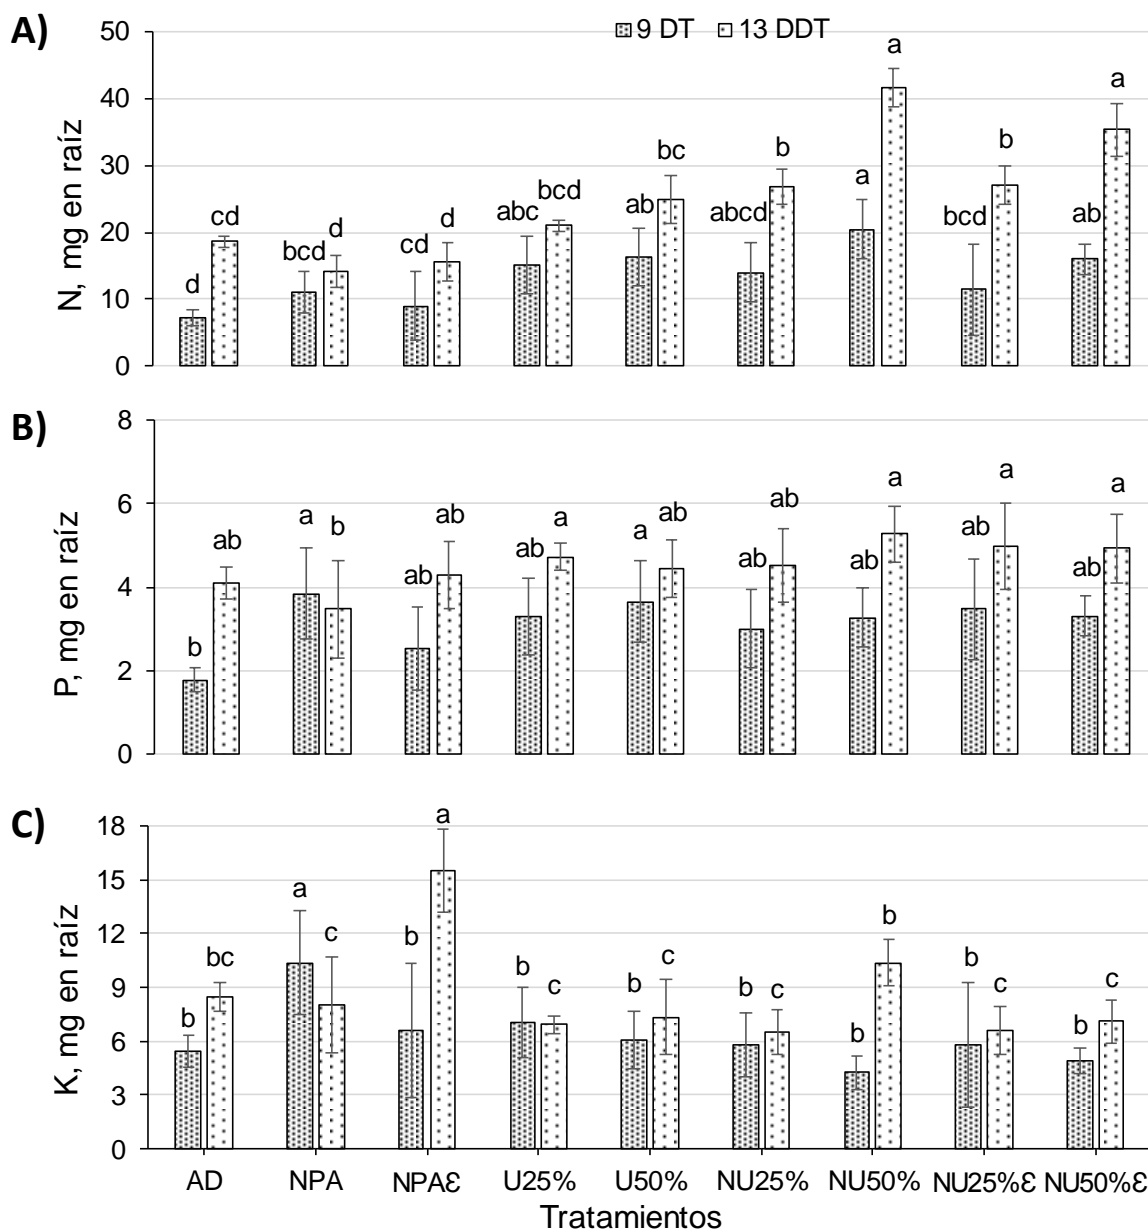 A)
9 DT 13 DDT
N, mg en raíz
50
40
30
20
10
0
d cd bcd d cd d abc bcd ab bc abcd b a a bcd b ab a
B)
P, mg en raíz
8
6
4
2
0
b ab a b ab ab ab a a ab ab ab ab a ab a ab a
C)
K, mg en raíz
18
15
12
9
6
3
0
b bc a c b a b c b c b c b b b c b c
AD NPA NPAƐ U25% U50% NU25% NU50% NU25%Ɛ NU50%Ɛ
Tratamientos